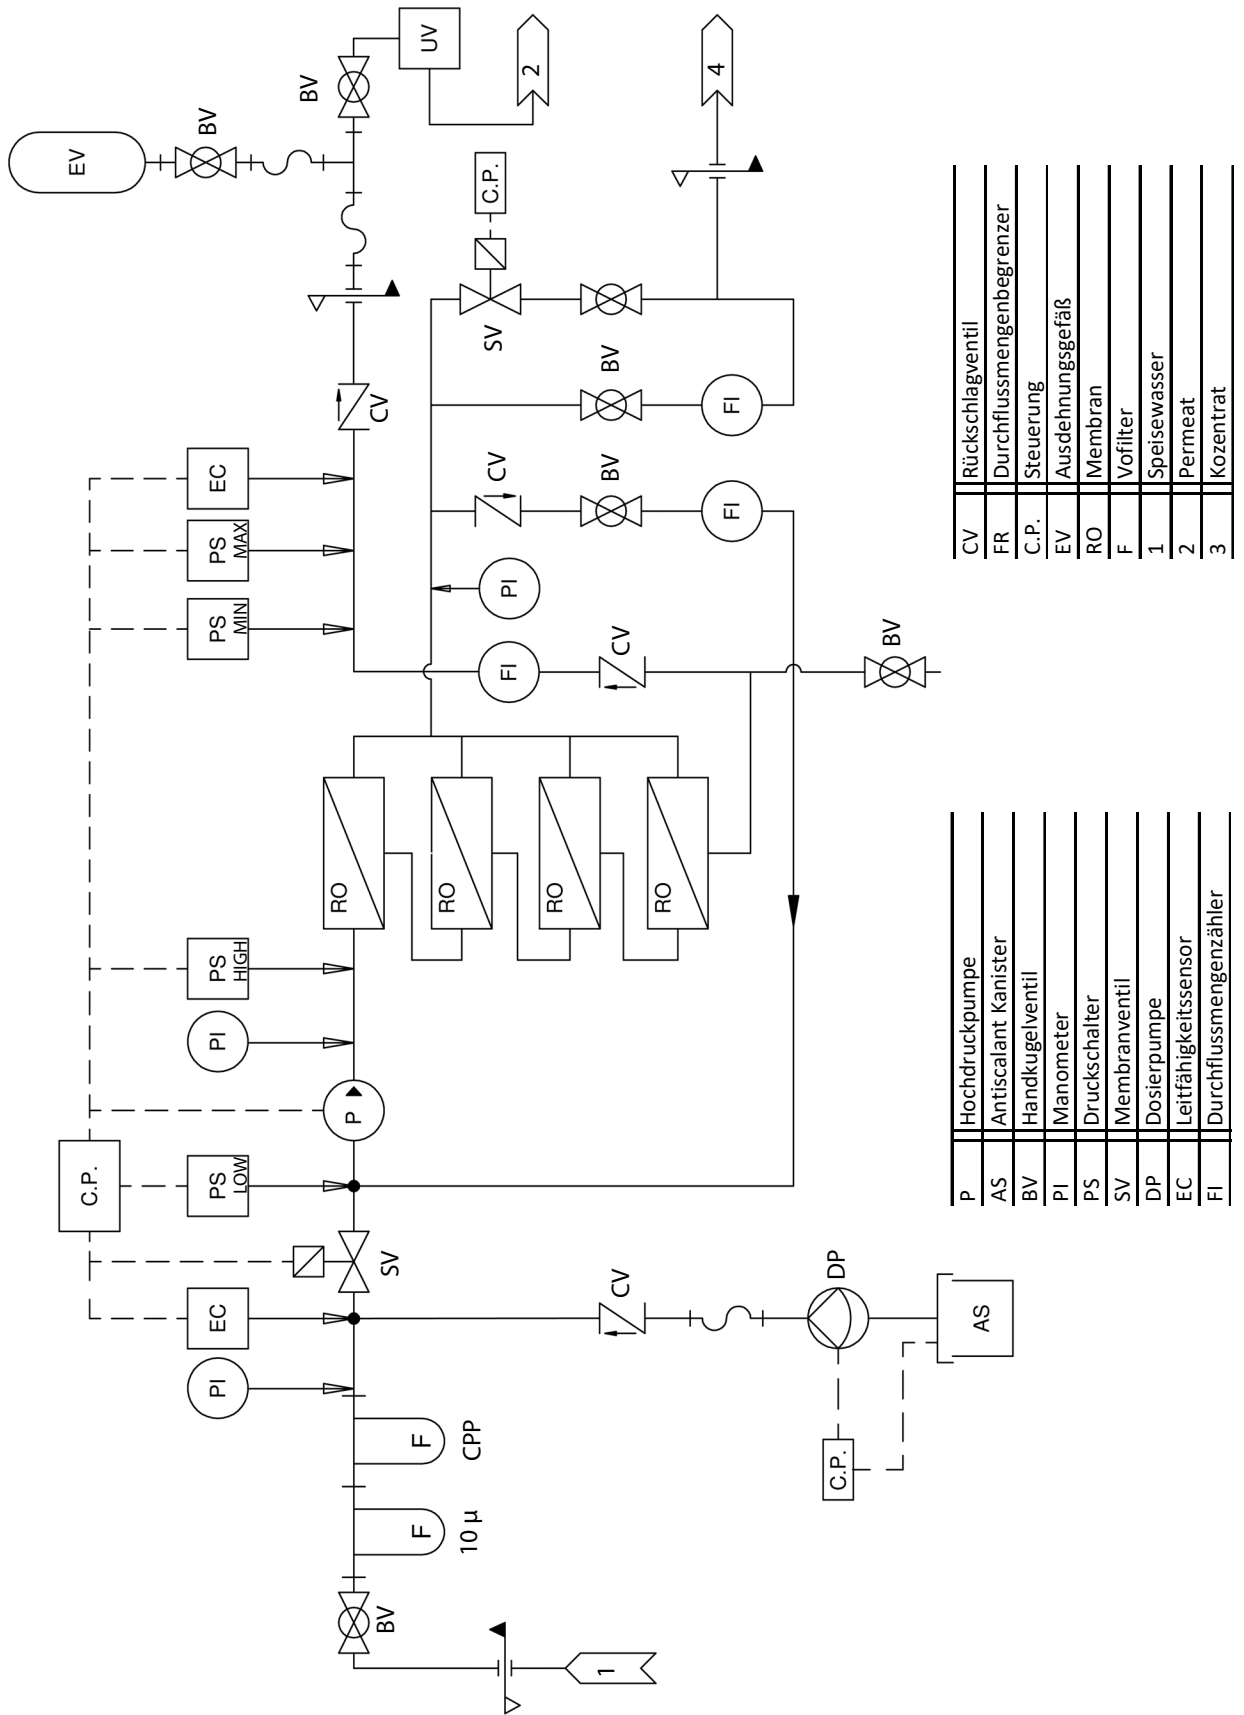 EV
C.P.
BV
PI
EC
PS
LOW
PI
PS
HIGH
PS
MIN
PS
MAX
EC
BV
P
RO
BV
SV
CV
F
F
UV
10 µ
CPP
RO
SV
C.P.
CV
FI
PI
2
RO
1
CV
CV
BV
BV
BV
RO
4
FI
FI
C.P.
DP
BV
AS
P Hochdruckpumpe
AS Antiscalant Kanister
BV Handkugelventil
PI Manometer
PS Druckschalter
SV Membranventil
DP Dosierpumpe
EC Leitfähigkeitssensor
FI Durchflussmengenzähler
CV Rückschlagventil
FR Durchflussmengenbegrenzer
C.P. Steuerung
EV Ausdehnungsgefäß
RO Membran
F Vofilter
1 Speisewasser
2 Permeat
3 Kozentrat